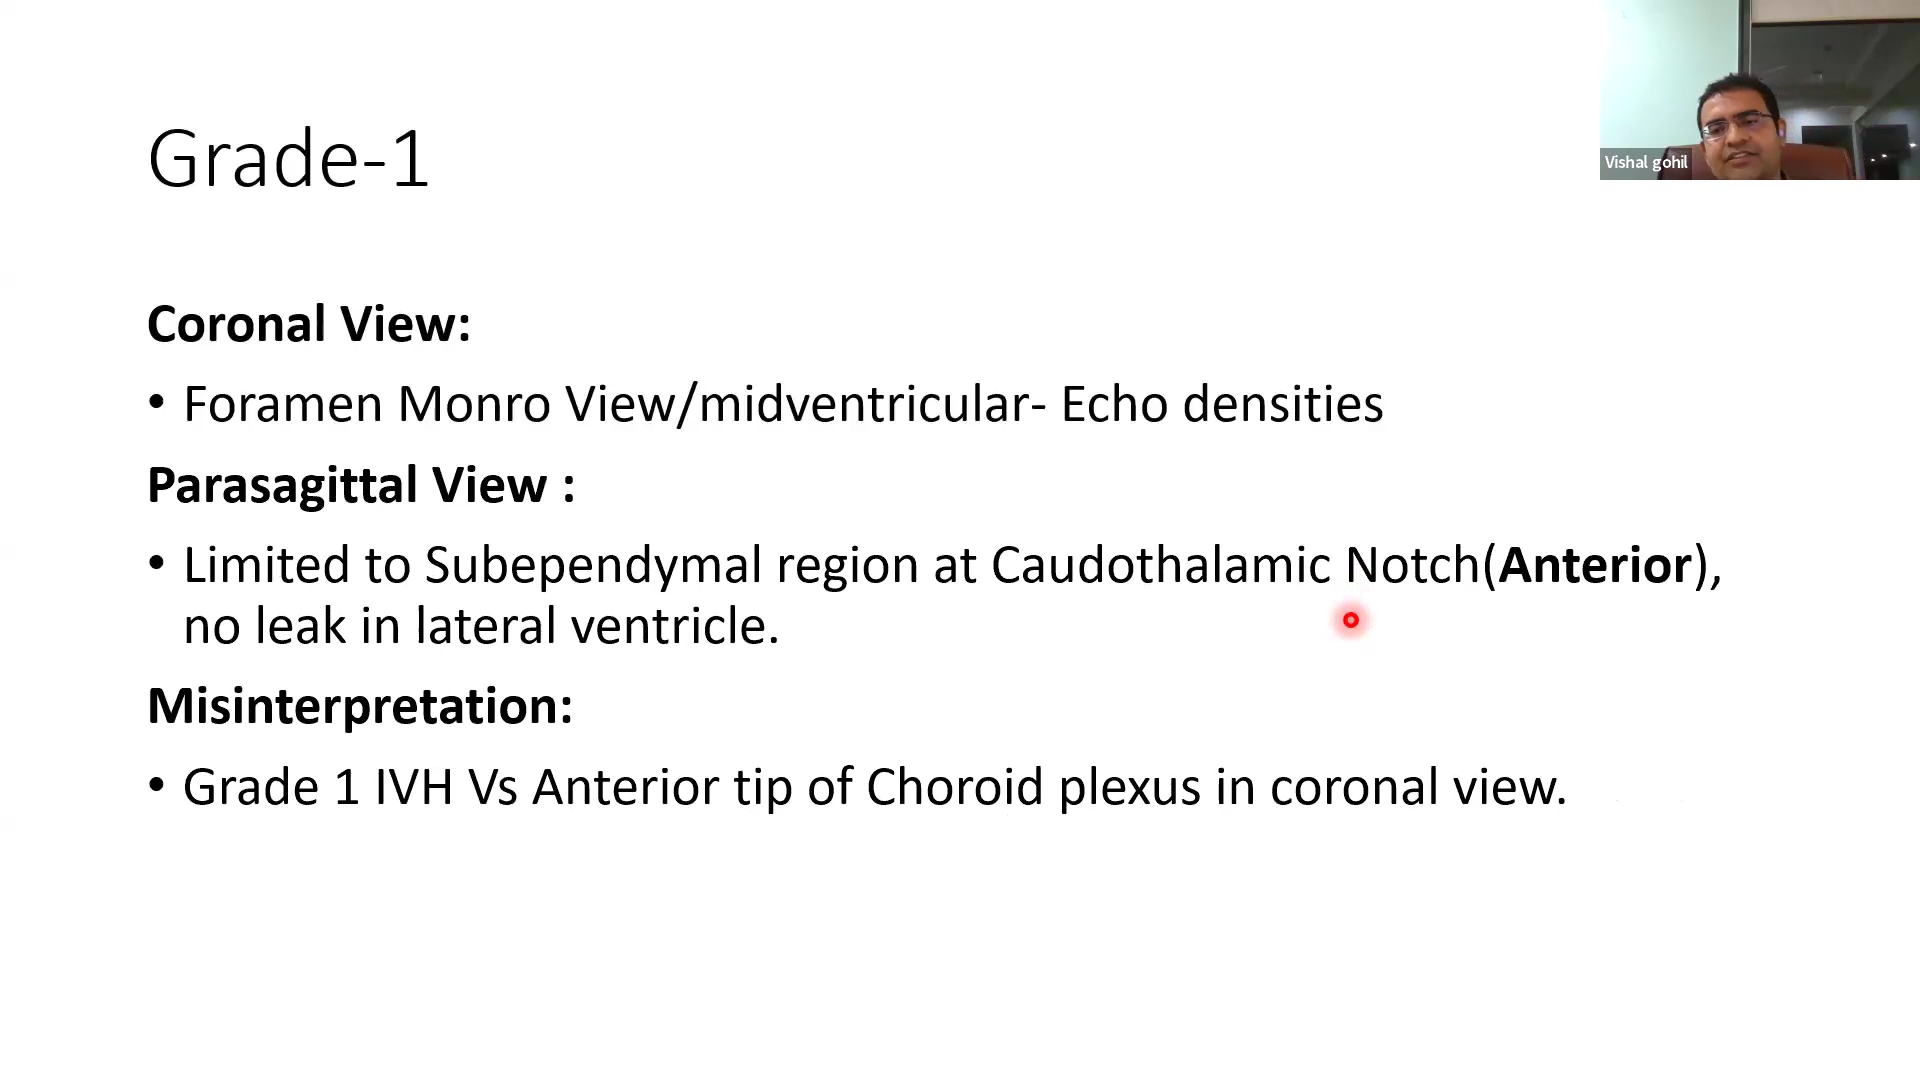 Grade-1
Vishal gohil
Coronal View:
• Foramen Monro View/midventricular- Echo densities
Parasagittal View :
• Limited to Subependymal region at Caudothalamic Notch(Anterior),
no leak in lateral ventricle.
Misinterpretation:
• Grade 1 IVH Vs Anterior tip of Choroid plexus in coronal view.